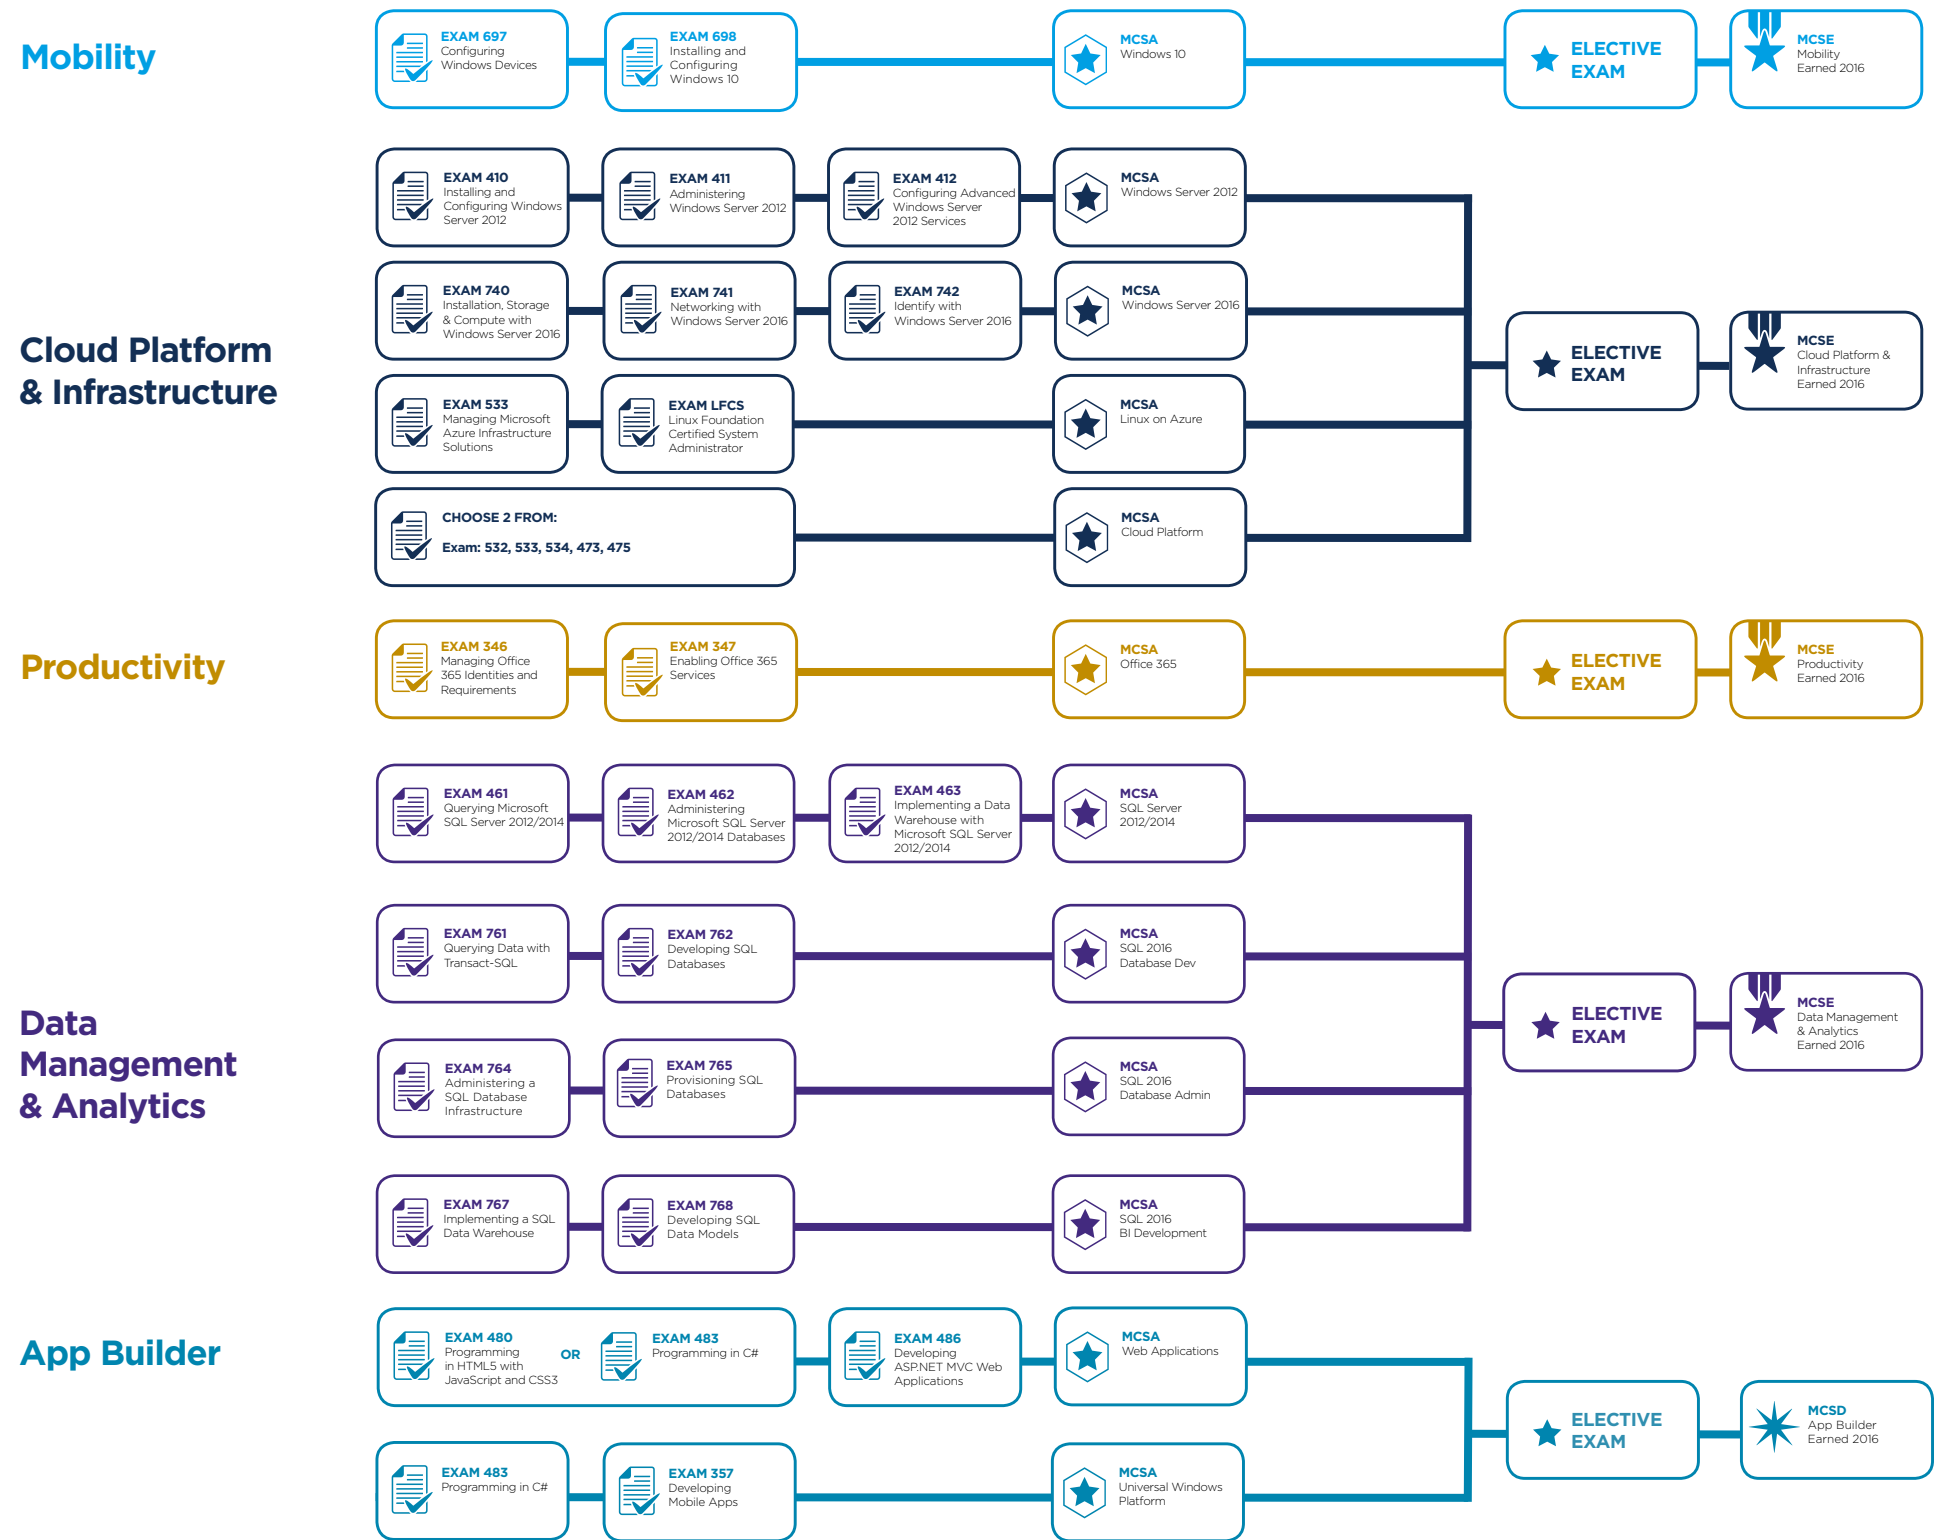 Mobility
EXAM 697
Configuring
Windows Devices
EXAM 698
Installing and
Configuring
Windows 10
MCSA
Windows 10
ELECTIVE
EXAM
MCSE
Mobility
Earned 2016
Cloud Platform
& Infrastructure
EXAM 410
Installing and
Configuring Windows
Server 2012
EXAM 411
Administering
Windows Server 2012
EXAM 412
Configuring Advanced
Windows Server
2012 Services
MCSA
Windows Server 2012
EXAM 740
Installation, Storage
& Compute with
Windows Server 2016
EXAM 741
Networking with
Windows Server 2016
EXAM 742
Identify with
Windows Server 2016
MCSA
Windows Server 2016
EXAM 533
Managing Microsoft
Azure Infrastructure
Solutions
EXAM LFCS
Linux Foundation
Certified System
Administrator
MCSA
Linux on Azure
CHOOSE 2 FROM:
Exam: 532, 533, 534, 473, 475
MCSA
Cloud Platform
ELECTIVE
EXAM
MCSE
Cloud Platform &
Infrastructure
Earned 2016
Productivity
EXAM 346
Managing Office
365 Identities and
Requirements
EXAM 347
Enabling Office 365
Services
MCSA
Office 365
ELECTIVE
EXAM
MCSE
Productivity
Earned 2016
Data
Management
& Analytics
EXAM 461
Querying Microsoft
SQL Server 2012/2014
EXAM 462
Administering
Microsoft SQL Server
2012/2014 Databases
EXAM 463
Implementing a Data
Warehouse with
Microsoft SQL Server
2012/2014
MCSA
SQL Server
2012/2014
EXAM 761
Querying Data with
Transact-SQL
EXAM 762
Developing SQL
Databases
MCSA
SQL 2016
Database Dev
EXAM 764
Administering a
SQL Database
Infrastructure
EXAM 765
Provisioning SQL
Databases
MCSA
SQL 2016
Database Admin
EXAM 767
Implementing a SQL
Data Warehouse
EXAM 768
Developing SQL
Data Models
MCSA
SQL 2016
BI Development
ELECTIVE
EXAM
MCSE
Data Management
& Analytics
Earned 2016
App Builder
EXAM 480
Programming
in HTML5 with
JavaScript and CSS3
OR
EXAM 483
Programming in C#
EXAM 486
Developing
ASP.NET MVC Web
Applications
MCSA
Web Applications
EXAM 483
Programming in C#
EXAM 357
Developing
Mobile Apps
MCSA
Universal Windows
Platform
ELECTIVE
EXAM
MCSD
App Builder
Earned 2016